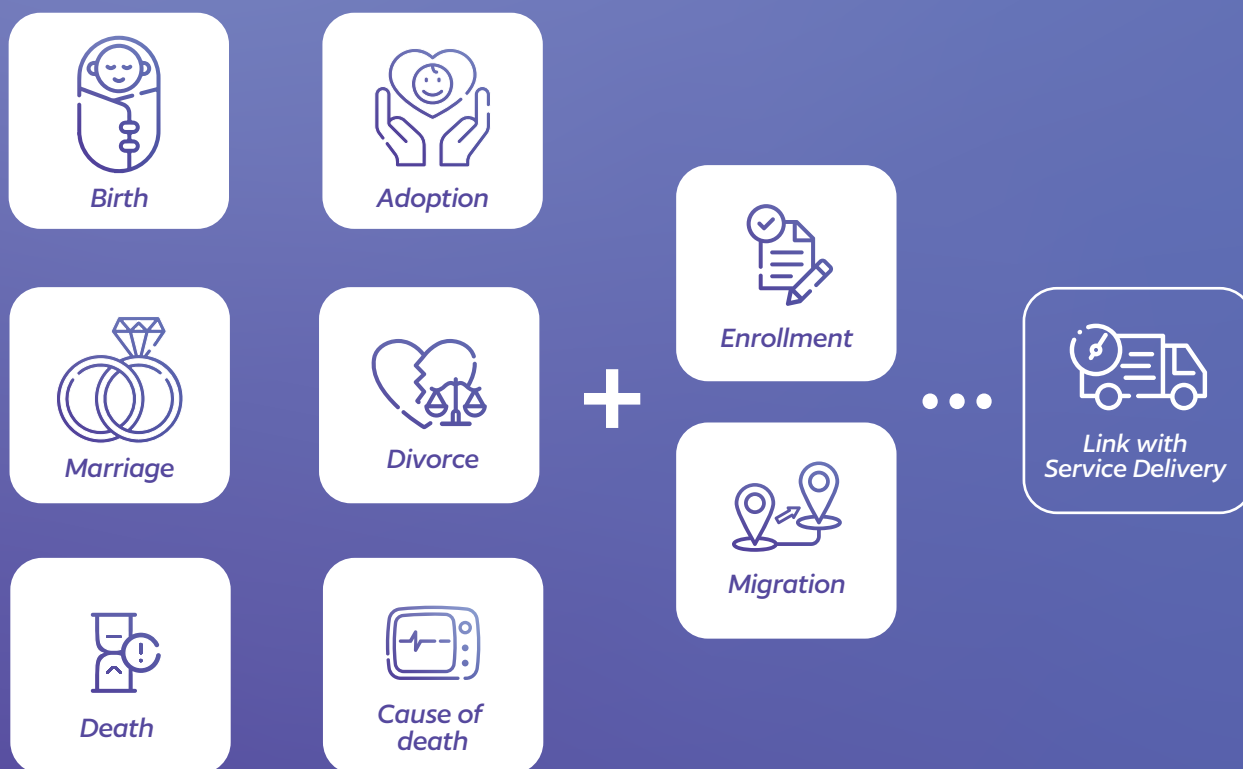 Birth
Adoption
Marriage
Divorce
Death
Cause of
death
Enrollment
Migration
Link with
Service Delivery